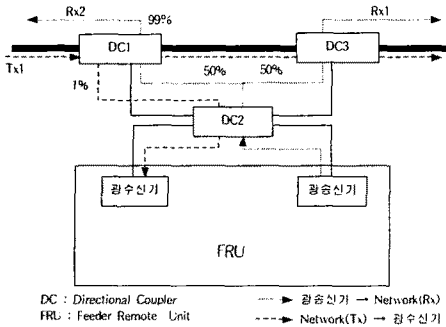 Rx2
99%
Rx1
DC1
DC3
Tx1
50%
50%
1%
DC2
광수신기
광송신기
FRU
DC : Directional Coupler
FRU : Feeder Remote Unit
광송신기 → Network(Rx)
Network(Tx) → 광수신기